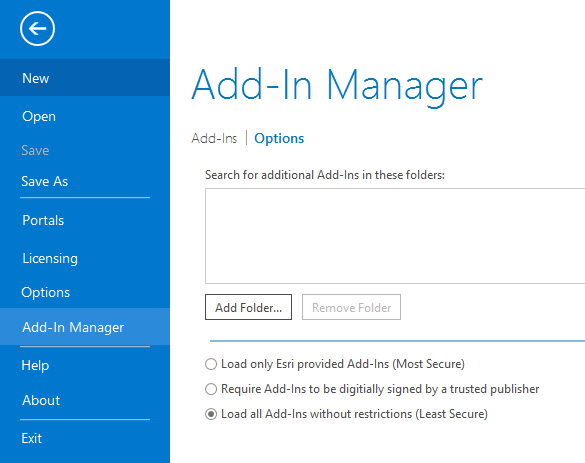 New
Open
Save
Save As
Portals
Licensing
Options
Add-In Manager
Help
About
Exit
Add-In Manager
Add-Ins | Options
Search for additional Add-Ins in these folders:
Add Folder... Remove Folder
Load only Esri provided Add-Ins (Most Secure)
Require Add-Ins to be digitially signed by a trusted publisher
Load all Add-Ins without restrictions (Least Secure)